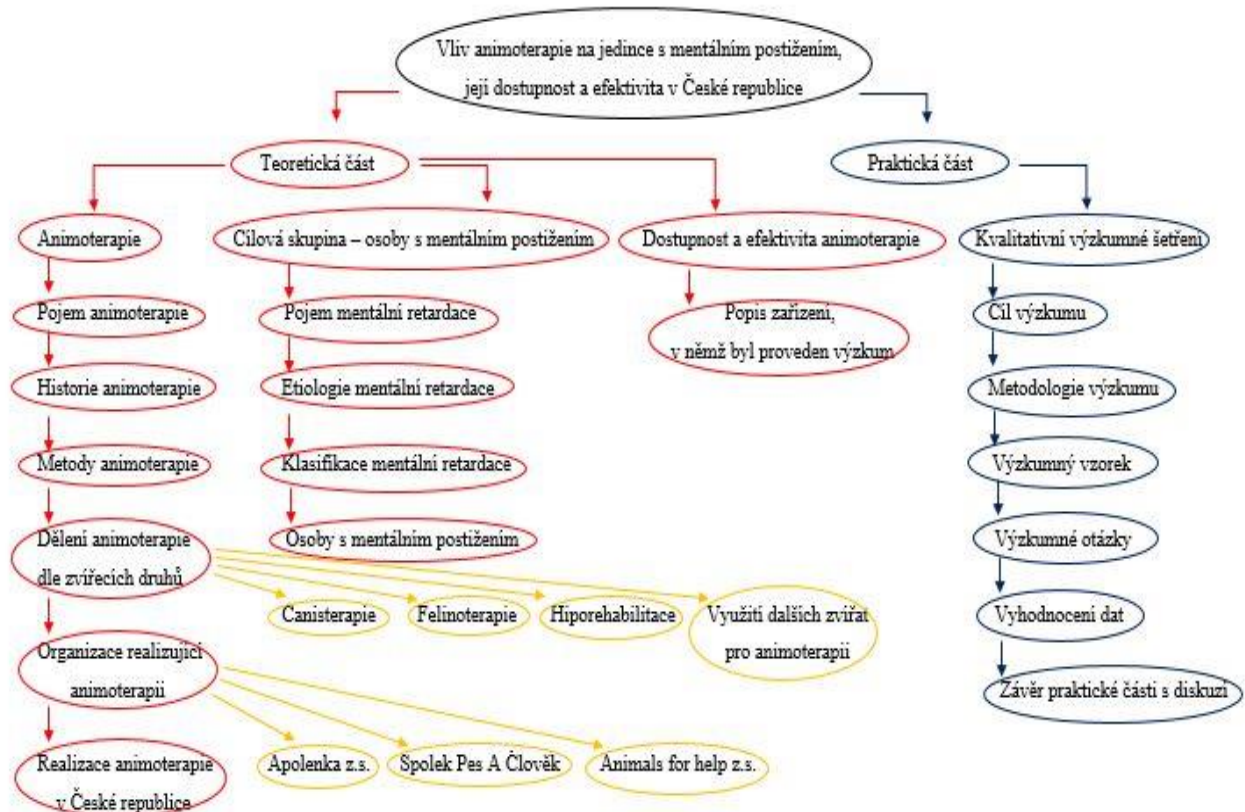 Vliv animoterapie na jedince s mentálním postižením,
její dostupnost a efektivita v České republice
Teoretická část
Praktická část
Animoterapie
Cílová skupina – osoby s mentálním postižením
Dostupnost a efektivita animoterapie
Kvalitativní výzkumné šetření
Pojem animoterapie
Pojem mentální retardace
Popis zařízení,
v němž byl proveden výzkum
Cíl výzkumu
Historie animoterapie
Etiologie mentální retardace
Metodologie výzkumu
Metody animoterapie
Klasifikace mentální retardace
Výzkumný vzorek
Dělení animoterapie
dle zvířecích druhů
Osoby s mentálním postižením
Výzkumné otázky
Canisterapie
Felinoterapie
Hiporehabilitace
Využití dalších zvířat
pro animoterapii
Vyhodnocení dat
Organizace realizující
animoterapii
Závěr praktické části s diskuzí
Realizace animoterapie
v České republice
Apolenka z.s.
Spolek Pes A Člověk
Animals for help z.s.